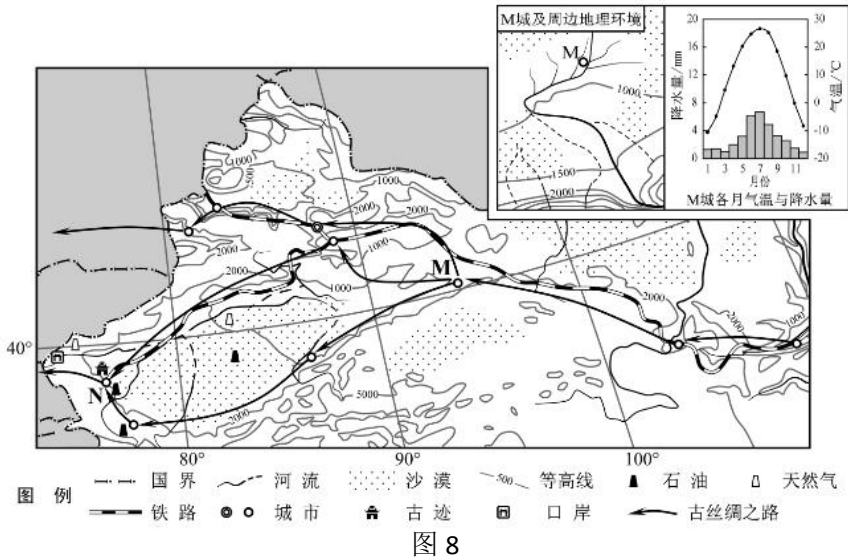 M城及周边地理环境
M
1000
1500
2000
降水量/mm
20
16
12
8
4
0
气温/℃
30
20
10
0
-10
-20
1 3 5 7 9 11
月份
M城各月气温与降水量
1000
500
1000
2000
2000
2000
1000
2000
1000
M
2000
2000
1000
40°
N
5000
2000
80°
90°
100°
图 例
国界
河流
沙漠
500
等高线
石油
天然气
铁路
城市
古迹
口岸
古丝绸之路
图 8